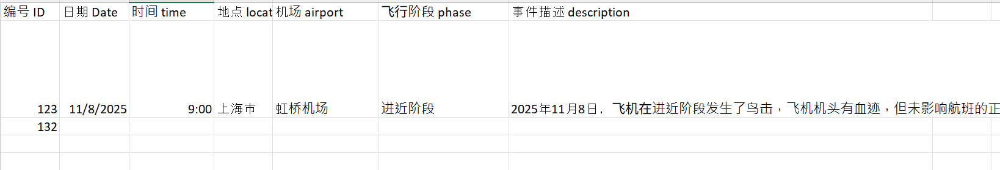 编号 ID 日期 Date 时间 time 地点 locat 机场 airport 飞行阶段 phase 事件描述 description
123 11/8/2025 9:00 上海市 虹桥机场 进近阶段 2025年11月8日，飞机在进近阶段发生了鸟击，飞机机头有血迹，但未影响航班的正
132